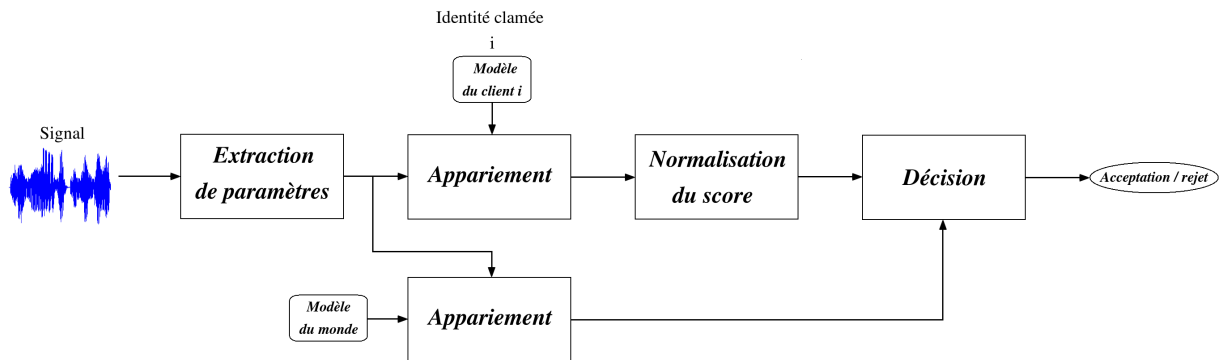 Identité clamée
i
Modèle
du client i
Signal
Extraction
de paramètres
Appariement
Normalisation
du score
Décision
Acceptation / rejet
Modèle
du monde
Appariement